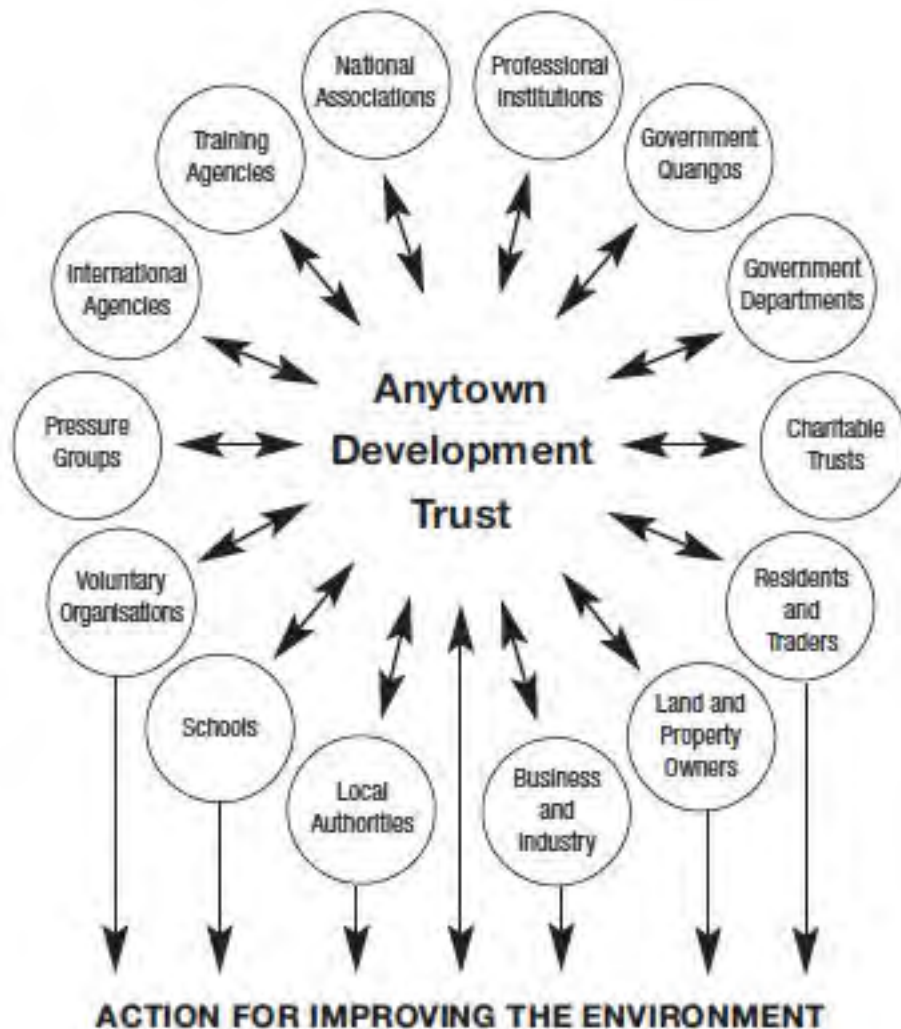 National
Associations
Professional
Institutions
Training
Agencies
Government
Quangos
International
Agencies
Government
Departments
Anytown
Development
Trust
Pressure
Groups
Charitable
Trusts
Voluntary
Organisations
Residents
and
Traders
Schools
Land and
Property
Owners
Local
Authorities
Business
and
Industry
ACTION FOR IMPROVING THE ENVIRONMENT